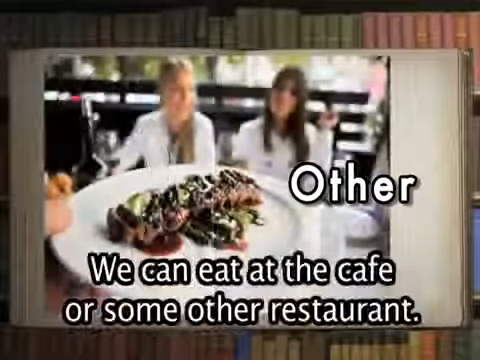 Other
We can eat at the cafe
or some other restaurant.